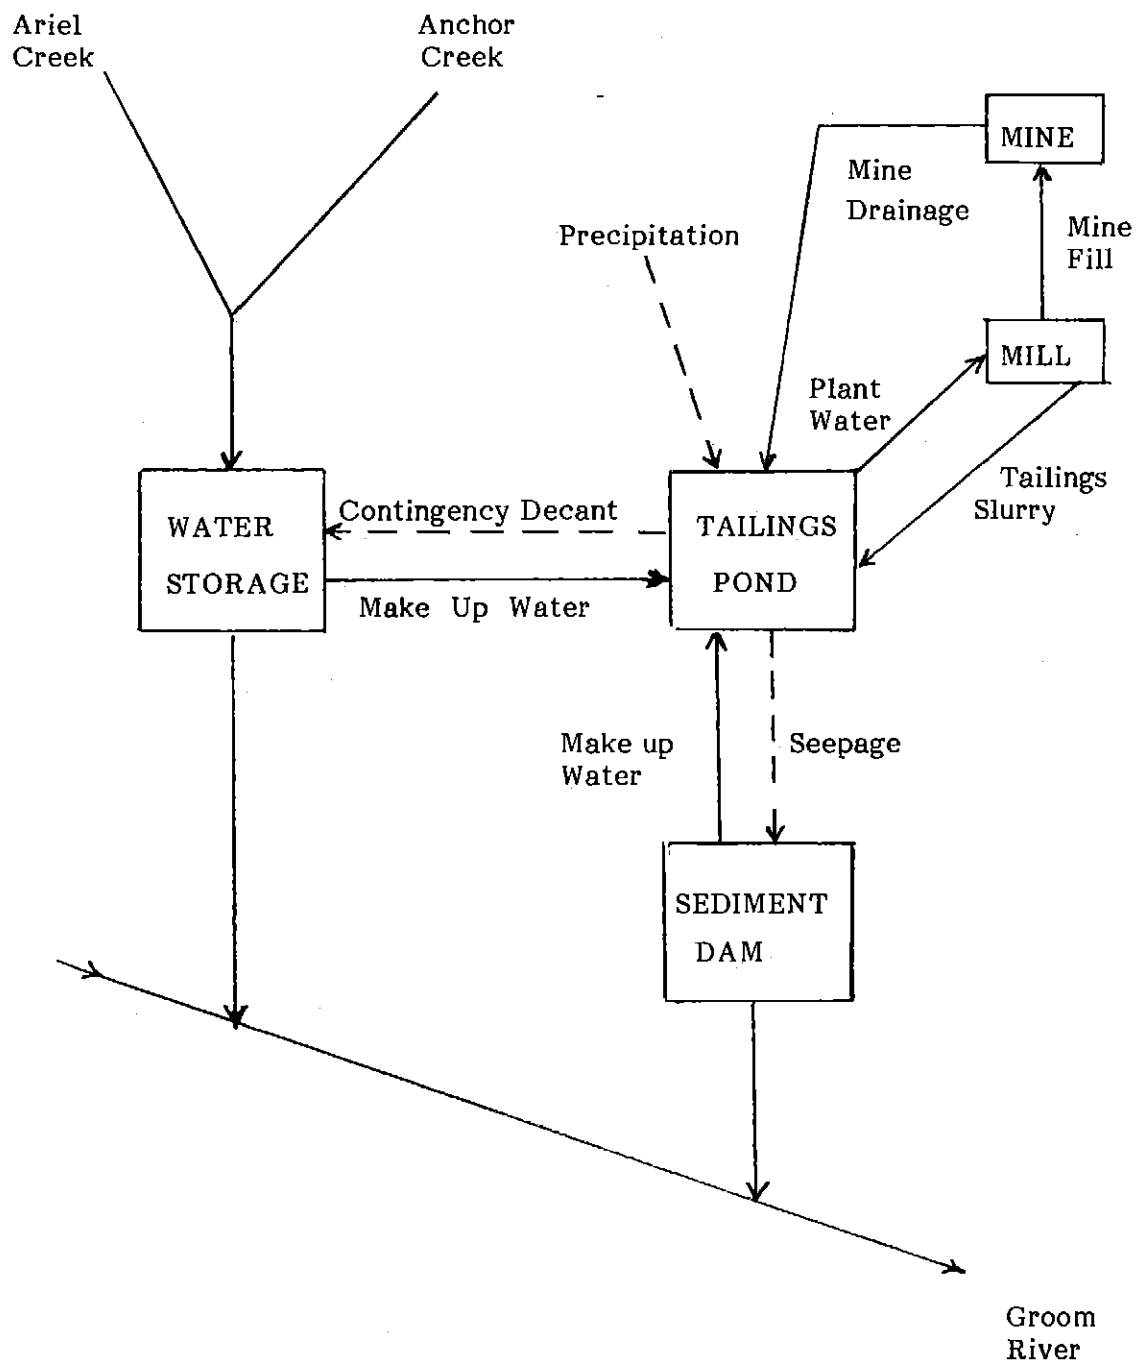 Ariel
Creek
Anchor
Creek
MINE
Mine
Drainage
Mine
Fill
Precipitation
MILL
Plant
Water
Tailings
Slurry
Contingency Decant
WATER
STORAGE
TAILINGS
POND
Make Up Water
Make up
Water
Seepage
SEDIMENT
DAM
Groom
River